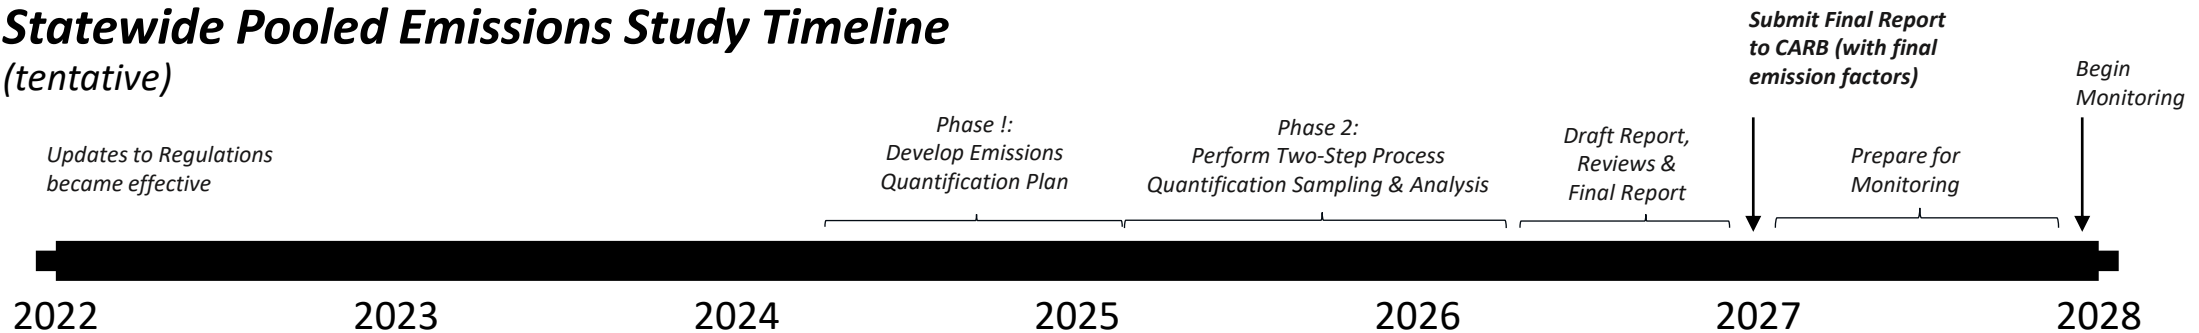 Statewide Pooled Emissions Study Timeline
(tentative)
Updates to Regulations
became effective
Phase !:
Develop Emissions
Quantification Plan
Phase 2:
Perform Two-Step Process
Quantification Sampling & Analysis
Draft Report,
Reviews &
Final Report
Submit Final Report
to CARB (with final
emission factors)
Prepare for
Monitoring
Begin
Monitoring
2022
2023
2024
2025
2026
2027
2028